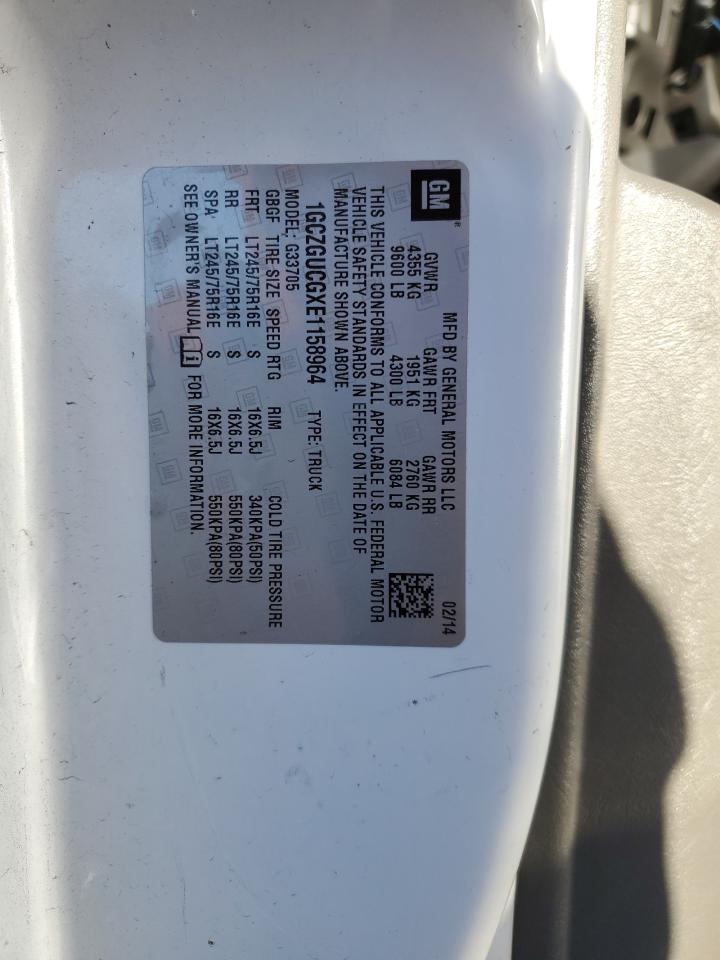 GM®
MFD BY GENERAL MOTORS LLC 02/14
GVWR GAWR FRT GAWR RR
4355 KG 1951 KG 2760 KG
9600 LB 4300 LB 6084 LB
THIS VEHICLE CONFORMS TO ALL APPLICABLE U.S. FEDERAL MOTOR
VEHICLE SAFETY STANDARDS IN EFFECT ON THE DATE OF
MANUFACTURE SHOWN ABOVE.
1GCZGUCGXE1158964 TYPE: TRUCK
MODEL: G33705
GBGF TIRE SIZE SPEED RTG RIM COLD TIRE PRESSURE
FRT LT245/75R16E S 16X6.5J 340KPA(50PSI)
RR LT245/75R16E S 16X6.5J 550KPA(80PSI)
SPA LT245/75R16E S 16X6.5J 550KPA(80PSI)
SEE OWNER'S MANUAL i FOR MORE INFORMATION.